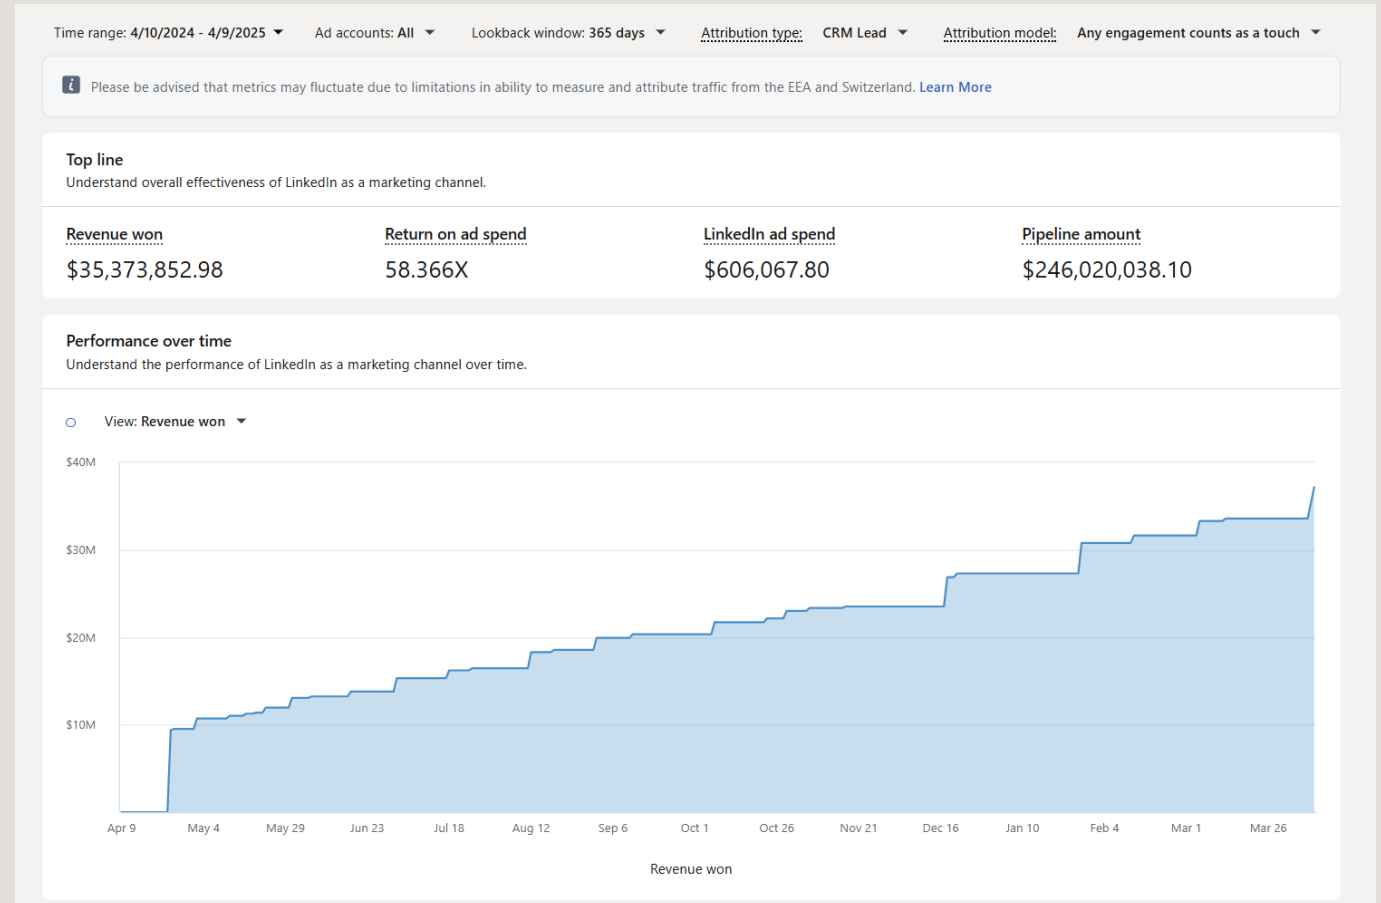 Time range: 4/10/2024 - 4/9/2025 Ad accounts: All Lookback window: 365 days Attribution type: CRM Lead Attribution model: Any engagement counts as a touch
i Please be advised that metrics may fluctuate due to limitations in ability to measure and attribute traffic from the EEA and Switzerland. Learn More
Top line
Understand overall effectiveness of LinkedIn as a marketing channel.
Revenue won Return on ad spend LinkedIn ad spend Pipeline amount
$35,373,852.98 58.366X $606,067.80 $246,020,038.10
Performance over time
Understand the performance of LinkedIn as a marketing channel over time.
View: Revenue won
$40M
$30M
$20M
$10M
Apr 9 May 4 May 29 Jun 23 Jul 18 Aug 12 Sep 6 Oct 1 Oct 26 Nov 21 Dec 16 Jan 10 Feb 4 Mar 1 Mar 26
Revenue won